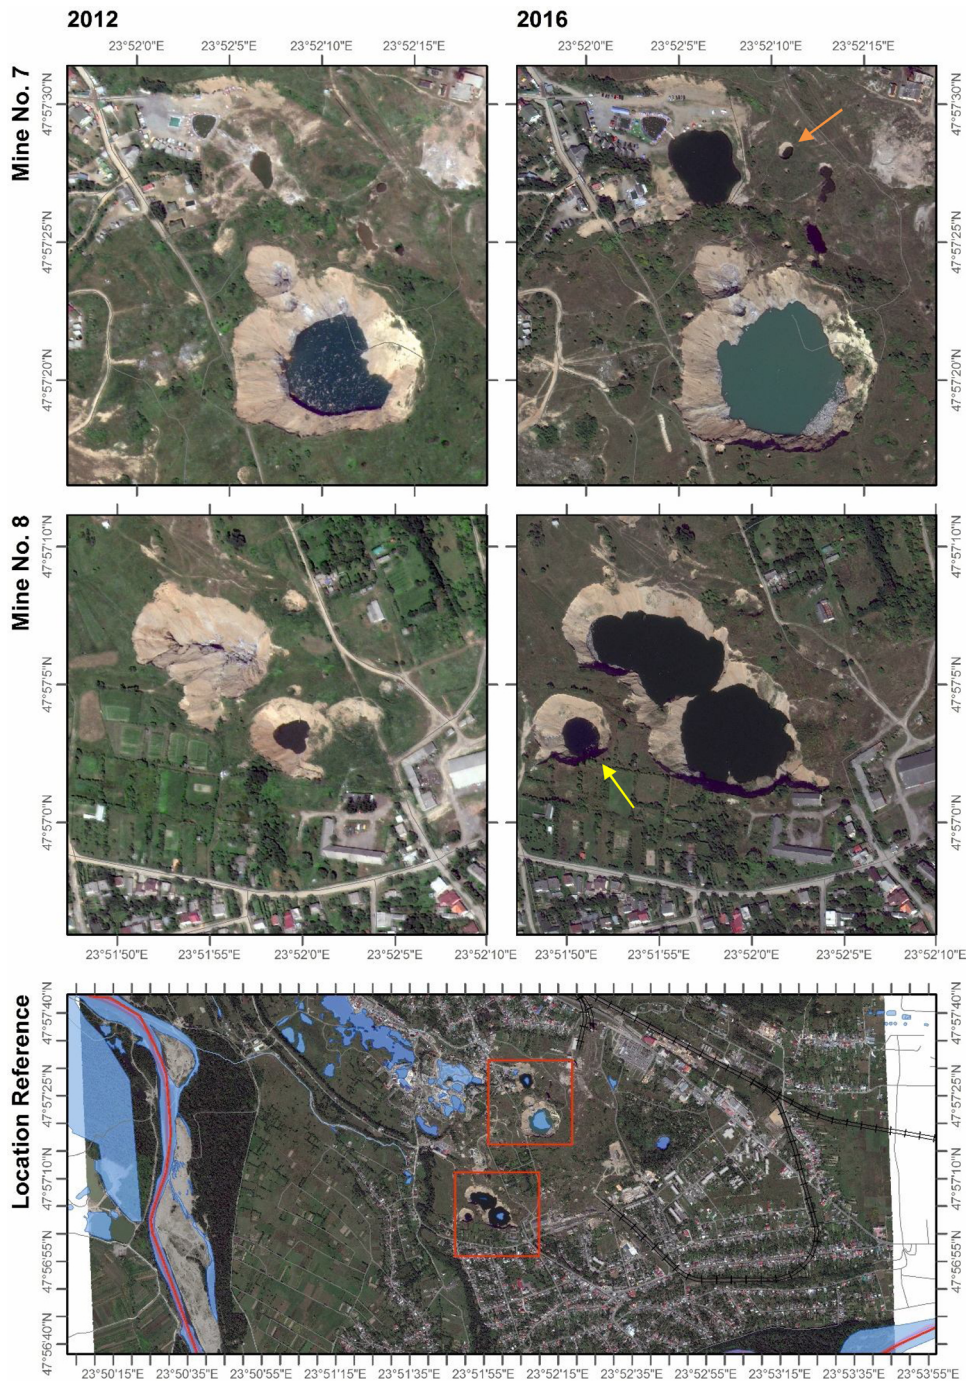 2012
2016
23°52'0"E 23°52'5"E 23°52'10"E 23°52'15"E
23°52'0"E 23°52'5"E 23°52'10"E 23°52'15"E
Mine No. 7
47°57'30"N
47°57'25"N
47°57'20"N
47°57'30"N
47°57'25"N
47°57'20"N
Mine No. 8
47°57'10"N
47°57'5"N
47°57'0"N
47°57'10"N
47°57'5"N
47°57'0"N
23°51'50"E 23°51'55"E 23°52'0"E 23°52'5"E 23°52'10"E
23°51'50"E 23°51'55"E 23°52'0"E 23°52'5"E 23°52'10"E
Location Reference
47°57'40"N
47°57'25"N
47°57'10"N
47°56'55"N
47°56'40"N
47°57'40"N
47°57'25"N
47°57'10"N
47°56'55"N
47°56'40"N
23°50'15"E 23°50'35"E 23°50'55"E 23°51'15"E 23°51'35"E 23°51'55"E 23°52'15"E 23°52'35"E 23°52'55"E 23°53'15"E 23°53'35"E 23°53'55"E